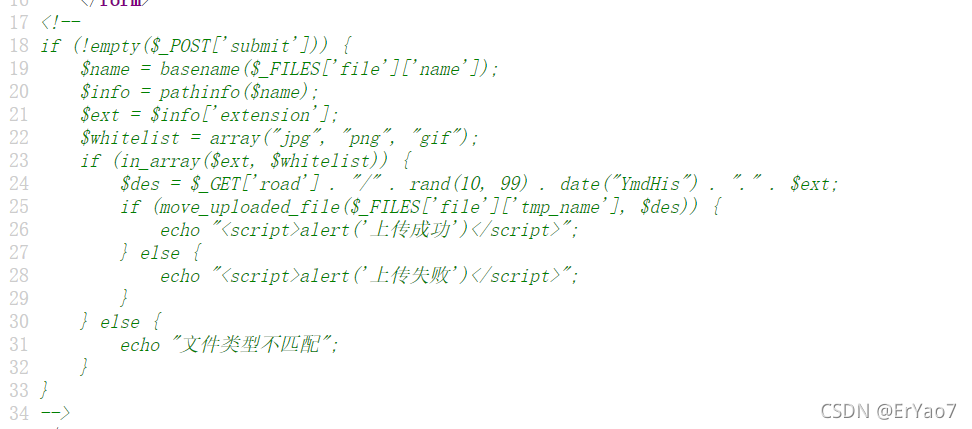 16 </form>
17 <!--
18 if (!empty($_POST['submit'])) {
19 $name = basename($_FILES['file']['name']);
20 $info = pathinfo($name);
21 $ext = $info['extension'];
22 $whitelist = array("jpg", "png", "gif");
23 if (in_array($ext, $whitelist)) {
24 $des = $_GET['road'] . "/" . rand(10, 99) . date("YmdHis") . "." . $ext;
25 if (move_uploaded_file($_FILES['file']['tmp_name'], $des)) {
26 echo "<script>alert('上传成功')</script>";
27 } else {
28 echo "<script>alert('上传失败')</script>";
29 }
30 } else {
31 echo "文件类型不匹配";
32 }
33 }
34 -->
CSDN @ErYao7